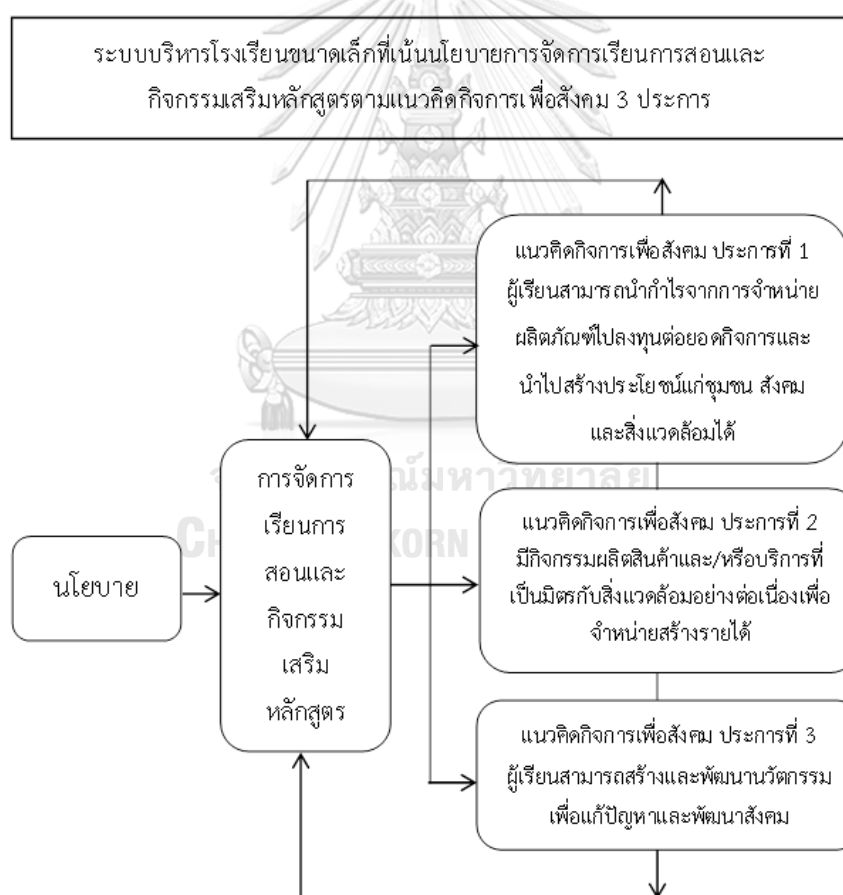 ระบบบริหารโรงเรียนขนาดเล็กที่เน้นนโยบายการจัดการเรียนการสอนและ
กิจกรรมเสริมหลักสูตรตามแนวคิดกิจการเพื่อสังคม 3 ประการ
แนวคิดกิจการเพื่อสังคม ประการที่ 1
ผู้เรียนสามารถนำกำไรจากการจำหน่าย
ผลิตภัณฑ์ไปลงทุนต่อยอดกิจการและ
นำไปสร้างประโยชน์แก่ชุมชน สังคม
และสิ่งแวดล้อมได้
นโยบาย
การจัดการ
เรียนการ
สอนและ
กิจกรรม
เสริม
หลักสูตร
แนวคิดกิจการเพื่อสังคม ประการที่ 2
มีกิจกรรมผลิตสินค้าและ/หรือบริการที่
เป็นมิตรกับสิ่งแวดล้อมอย่างต่อเนื่องเพื่อ
จำหน่ายสร้างรายได้
แนวคิดกิจการเพื่อสังคม ประการที่ 3
ผู้เรียนสามารถสร้างและพัฒนานวัตกรรม
เพื่อแก้ปัญหาและพัฒนาสังคม